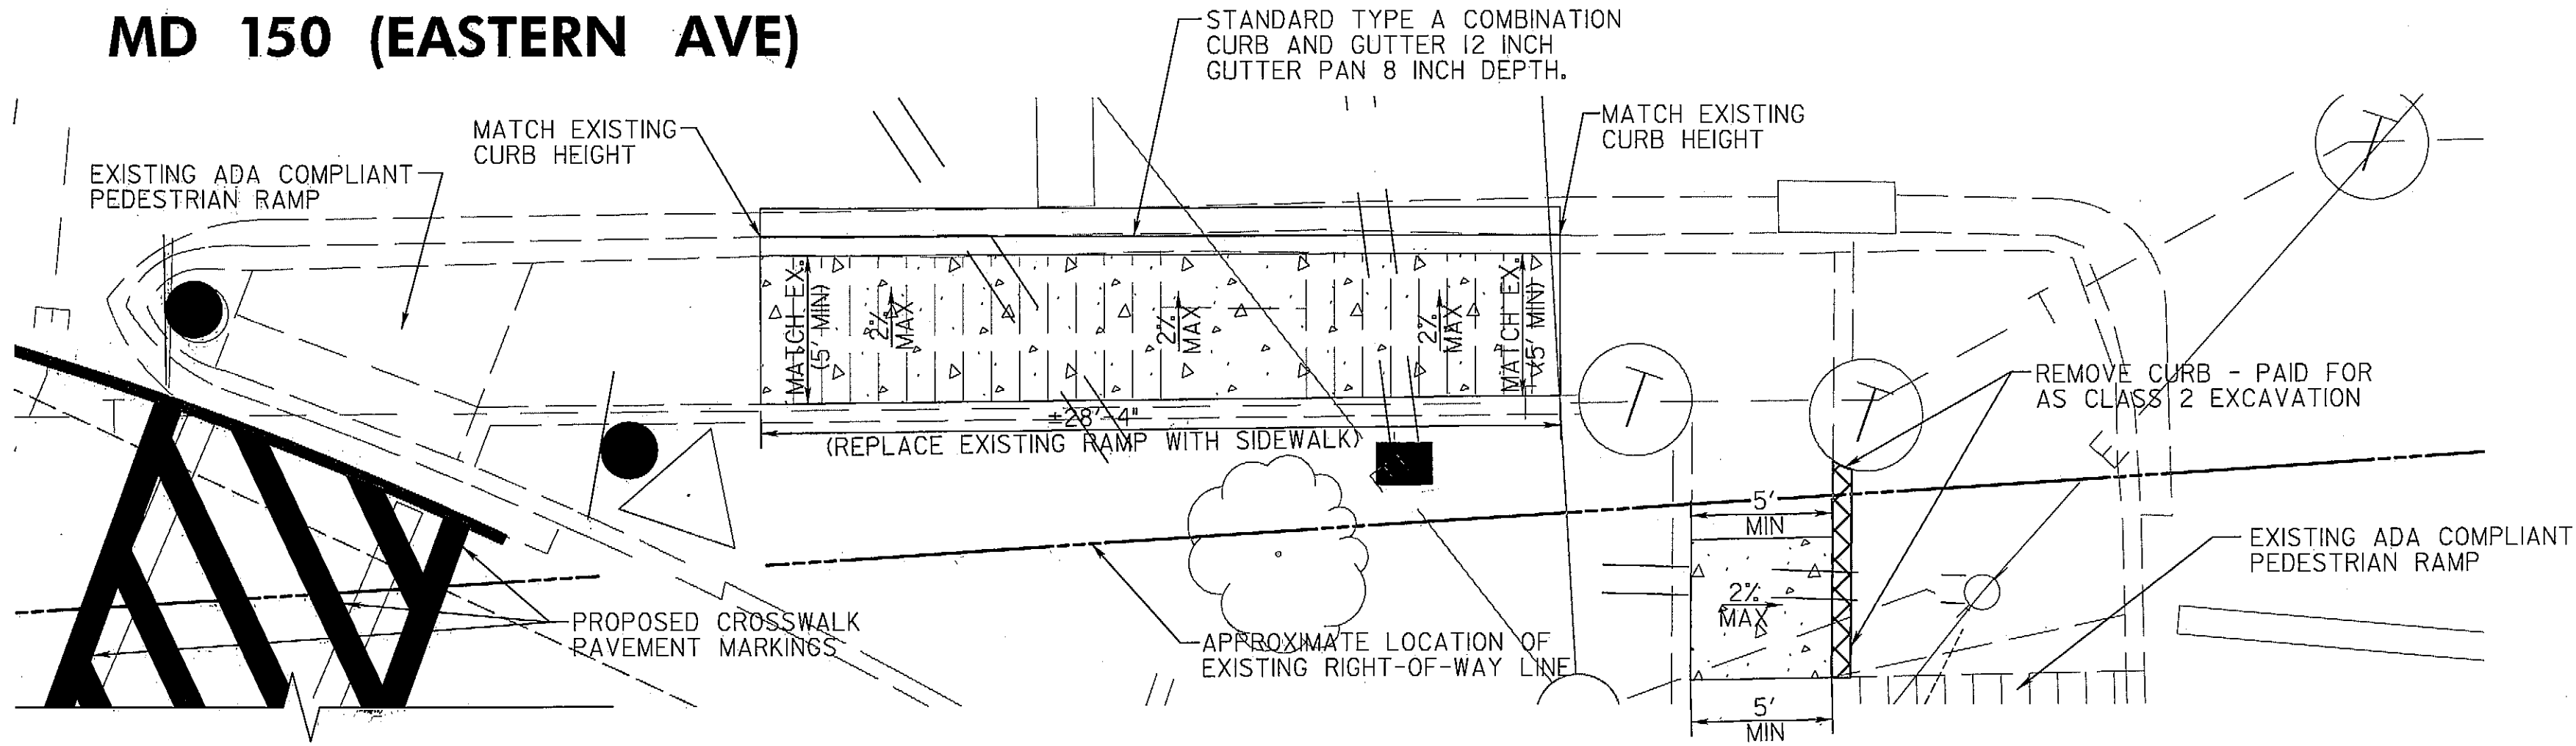 MD 150 (EASTERN AVE)
STANDARD TYPE A COMBINATION
CURB AND GUTTER 12 INCH
GUTTER PAN 8 INCH DEPTH.
MATCH EXISTING
CURB HEIGHT
MATCH EXISTING
CURB HEIGHT
EXISTING ADA COMPLIANT
PEDESTRIAN RAMP
MATCH EX.
(5' MIN)
2%
MAX
2%
MAX
2%
MAX
MATCH EX.
(5' MIN)
±28'-4"
(REPLACE EXISTING RAMP WITH SIDEWALK)
REMOVE CURB - PAID FOR
AS CLASS 2 EXCAVATION
5'
MIN
2%
MAX
5'
MIN
EXISTING ADA COMPLIANT
PEDESTRIAN RAMP
PROPOSED CROSSWALK
PAVEMENT MARKINGS
APPROXIMATE LOCATION OF
EXISTING RIGHT-OF-WAY LINE
E
T
T
T
T
T
E